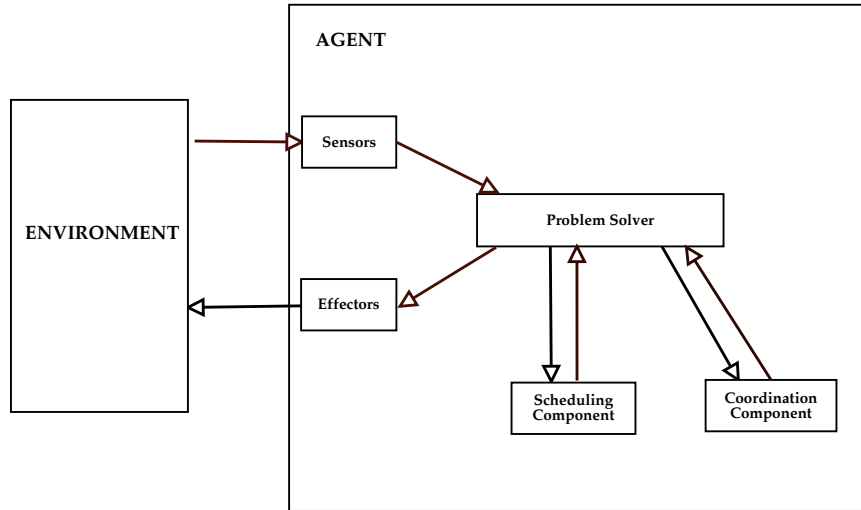 AGENT
Sensors
Problem Solver
ENVIRONMENT
Effectors
Scheduling
Component
Coordination
Component